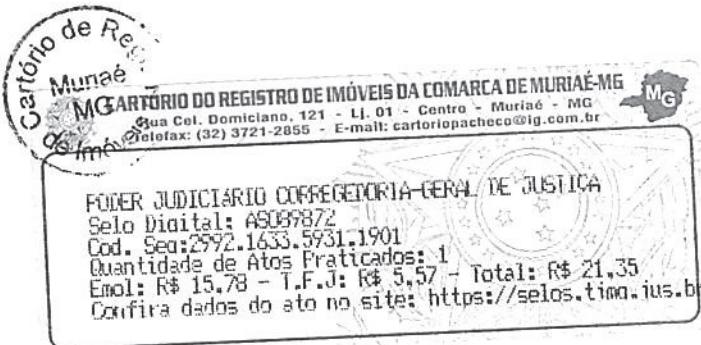 Cartório de Reg
Muriaé
MG
de Imóveis
CARTÓRIO DO REGISTRO DE IMÓVEIS DA COMARCA DE MURIAÉ-MG
MG
Rua Cel. Domiciano, 121 - Lj. 01 - Centro - Muriaé - MG
Telefax: (32) 3721-2855 - E-mail: cartoriopacheco@ig.com.br
PODER JUDICIÁRIO CORREGEDORIA-GERAL DE JUSTIÇA
Selo Digital: ASO89872
Cod. Seg:2992.1633.5931.1901
Quantidade de Atos Praticados: 1
Emol: R$ 15,78 - T.F.J: R$ 5,57 - Total: R$ 21,35
Confira dados do ato no site: https://selos.tjmg.jus.br